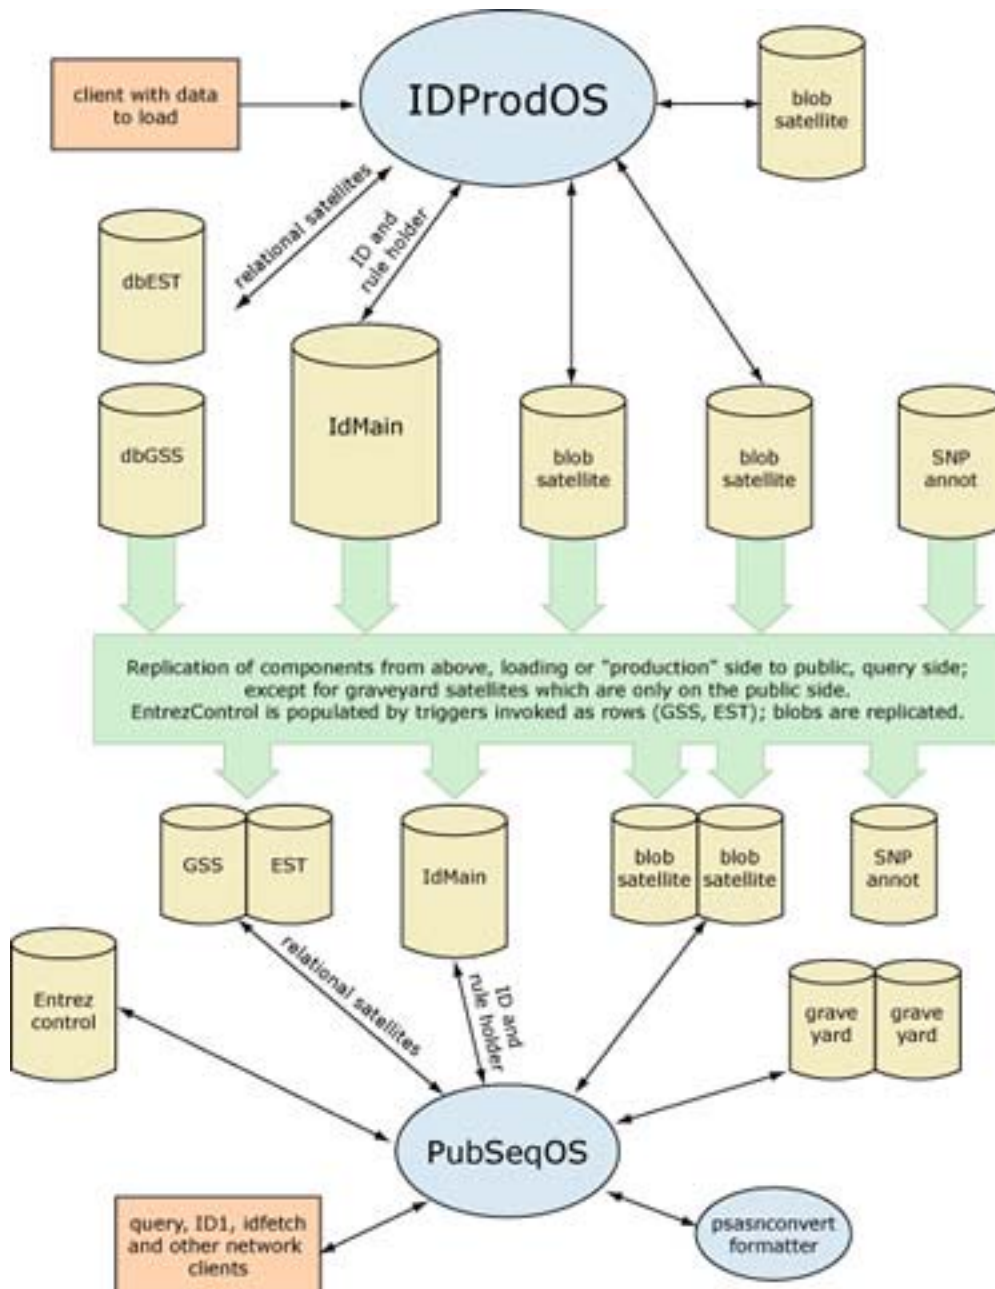 client with data
to load
IDProdOS
blob
satellite
relational satellites
ID and
rule holder
dbEST
dbGSS
IdMain
blob
satellite
blob
satellite
SNP
annot
Replication of components from above, loading or "production" side to public, query side;
except for graveyard satellites which are only on the public side.
EntrezControl is populated by triggers invoked as rows (GSS, EST); blobs are replicated.
GSS
EST
IdMain
blob
satellite
blob
satellite
SNP
annot
relational satellites
ID and
rule holder
Entrez
control
grave
yard
grave
yard
PubSeqOS
query, ID1, idfetch
and other network
clients
psasnconvert
formatter